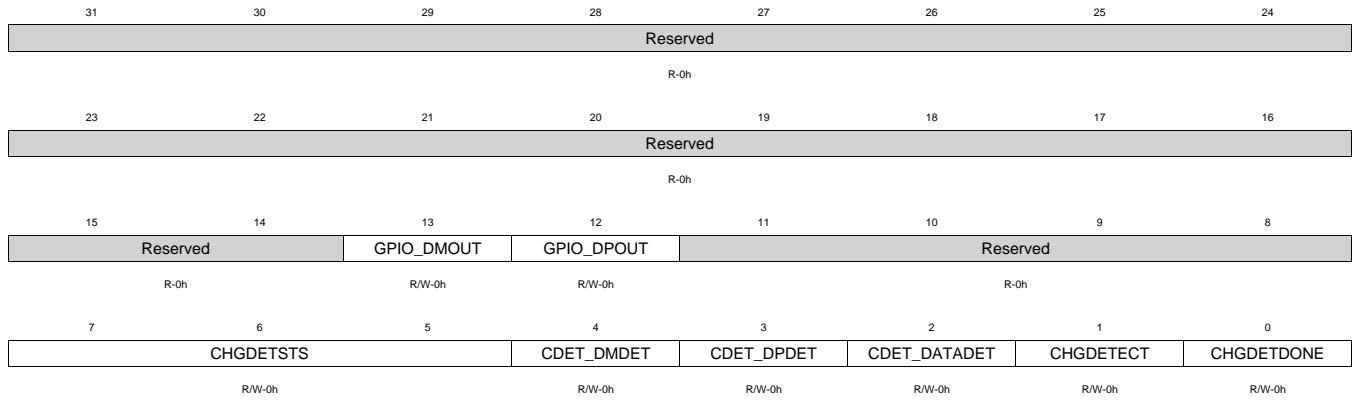 31 30 29 28 27 26 25 24
Reserved
R-0h
23 22 21 20 19 18 17 16
Reserved
R-0h
15 14 13 12 11 10 9 8
Reserved GPIO_DMOUT GPIO_DPOUT Reserved
R-0h R/W-0h R/W-0h R-0h
7 6 5 4 3 2 1 0
CHGDETSTS CDET_DMDET CDET_DPDET CDET_DATADET CHGDETECT CHGDETDONE
R/W-0h R/W-0h R/W-0h R/W-0h R/W-0h R/W-0h